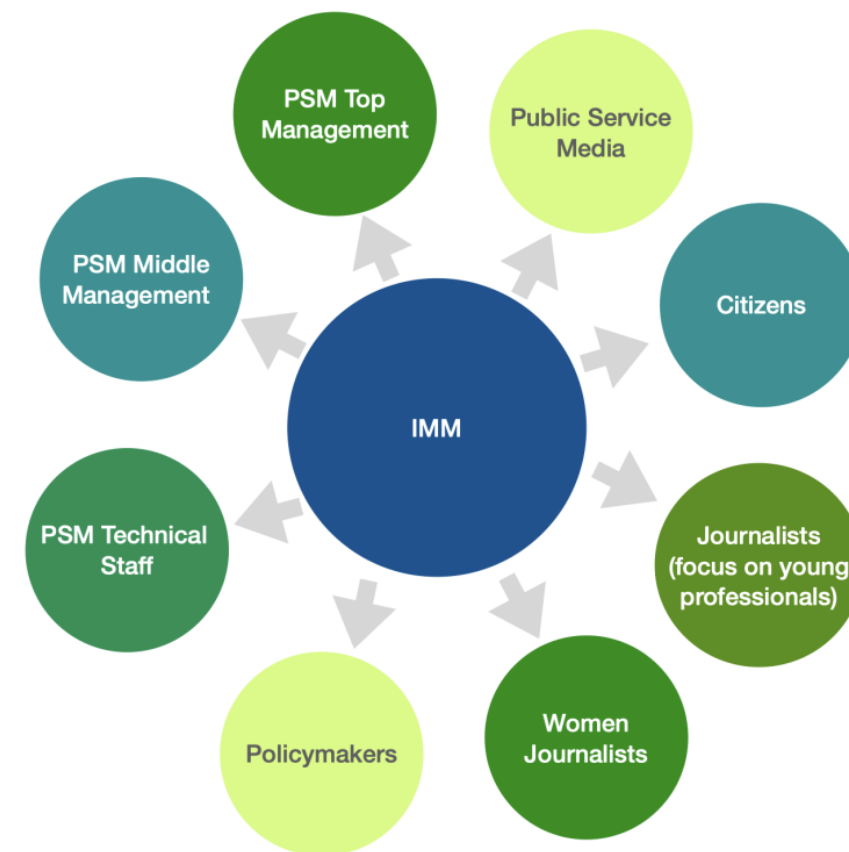 PSM Top
Management
Public Service
Media
PSM Middle
Management
Citizens
IMM
PSM Technical
Staff
Journalists
(focus on young
professionals)
Policymakers
Women
Journalists